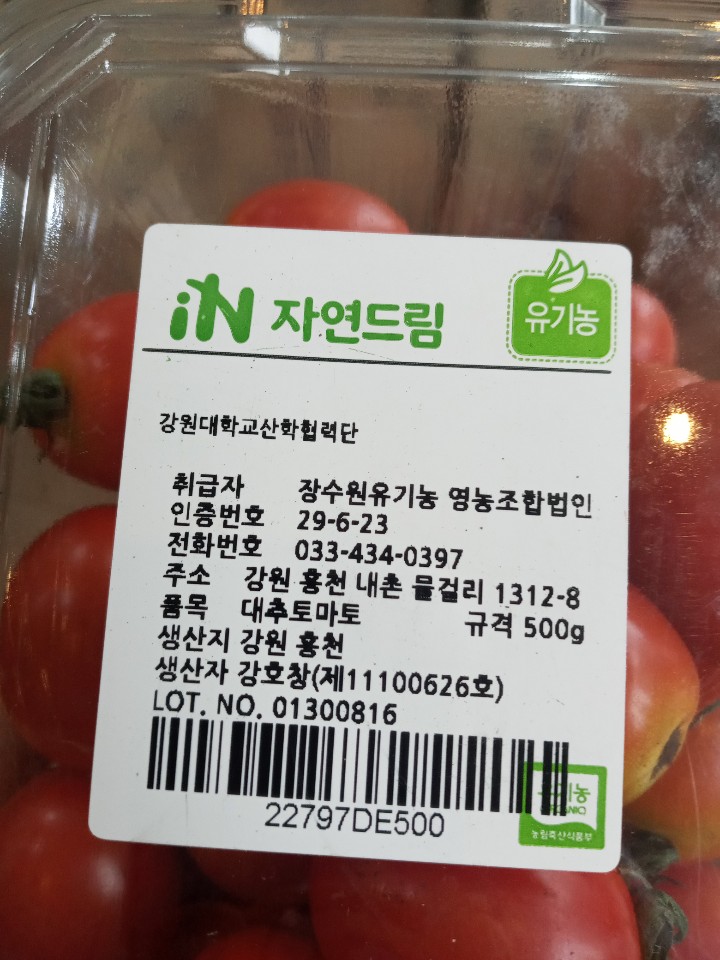 iN 자연드림
유기농
강원대학교산학협력단
취급자 장수원유기농 영농조합법인
인증번호 29-6-23
전화번호 033-434-0397
주소 강원 홍천 내촌 물걸리 1312-8
품목 대추토마토 규격 500g
생산지 강원 홍천
생산자 강호창(제11100626호)
LOT. NO. 01300816
22797DE500
농림축산식품부